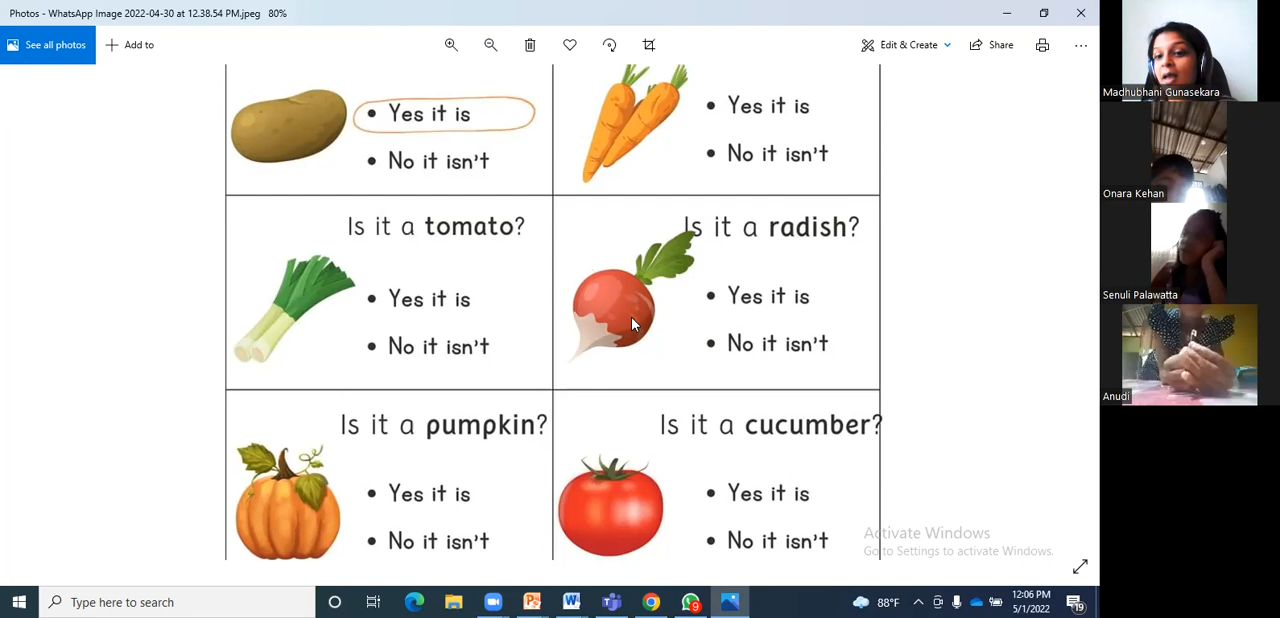 Photos - WhatsApp Image 2022-04-30 at 12.38.54 PM.jpeg 80%
See all photos
Add to
Edit & Create
Share
Yes it is
No it isn't
Yes it is
No it isn't
Is it a tomato?
Yes it is
No it isn't
Is it a radish?
Yes it is
No it isn't
Is it a pumpkin?
Yes it is
No it isn't
Is it a cucumber?
Yes it is
No it isn't
Activate Windows
Go to Settings to activate Windows.
Madhubhani Gunasekara
Onara Kehan
Senuli Palawatta
Anudi
Type here to search
9
88°F
12:06 PM
5/1/2022
19